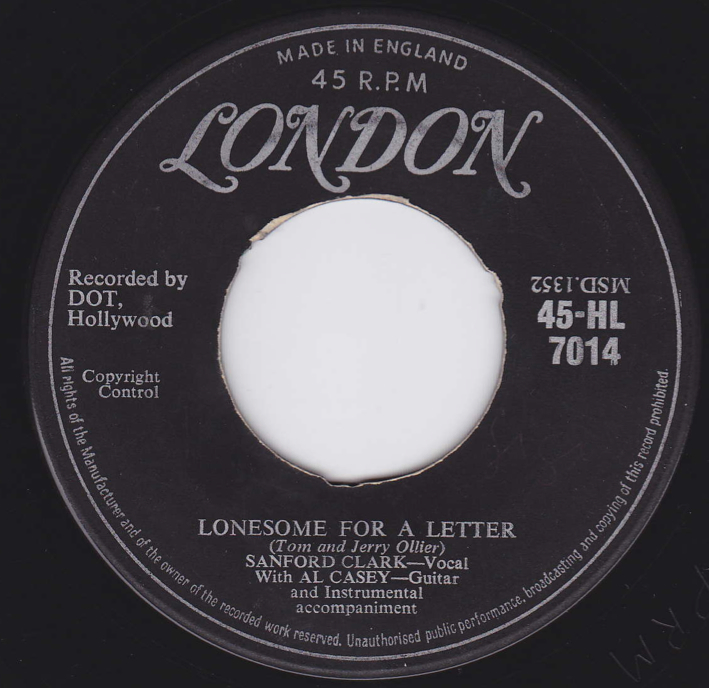 MADE IN ENGLAND
45 R.P.M
LONDON
Recorded by
DOT,
Hollywood
Copyright
Control
MSD.1352
45-HL
7014
LONESOME FOR A LETTER
(Tom and Jerry Ollier)
SANFORD CLARK—Vocal
With AL CASEY—Guitar
and Instrumental
accompaniment
All rights of the Manufacturer and of the owner of the recorded work reserved. Unauthorised public performance, broadcasting and copying of this record prohibited.